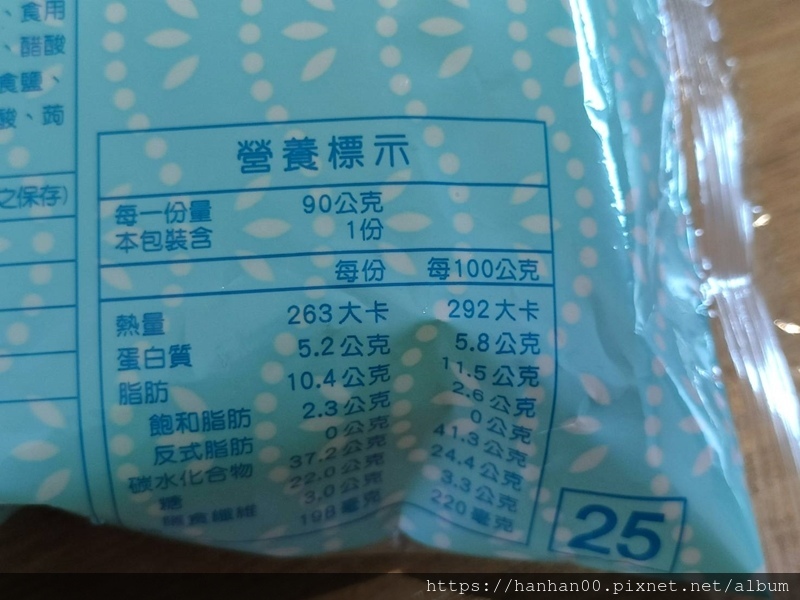 、食用
、醋酸
食鹽、
酸、蒟
之保存)
營養標示
每一份量 90公克
本包裝含 1份
每份 每100公克
熱量 263大卡 292大卡
蛋白質 5.2公克 5.8公克
脂肪 10.4公克 11.5公克
飽和脂肪 2.3公克 2.6公克
反式脂肪 0公克 0公克
碳水化合物 37.2公克 41.3公克
糖 22.0公克 24.4公克
膳食纖維 3.0公克 3.3公克
198毫克 220毫克
25
https://hanhan00.pixnet.net/album